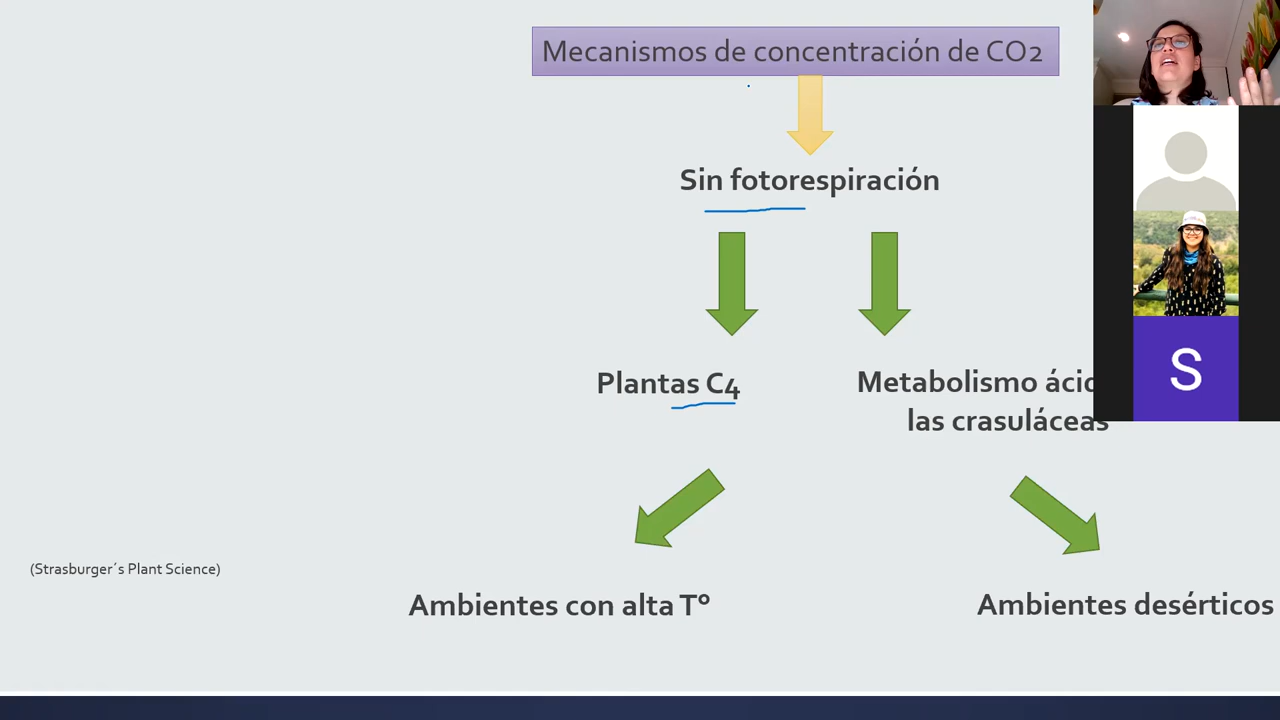 Mecanismos de concentración de CO2
Sin fotorespiración
Plantas C4
Metabolismo
las crasuláceas
(Strasburger´s Plant Science)
Ambientes con alta T°
Ambientes desérticos
S